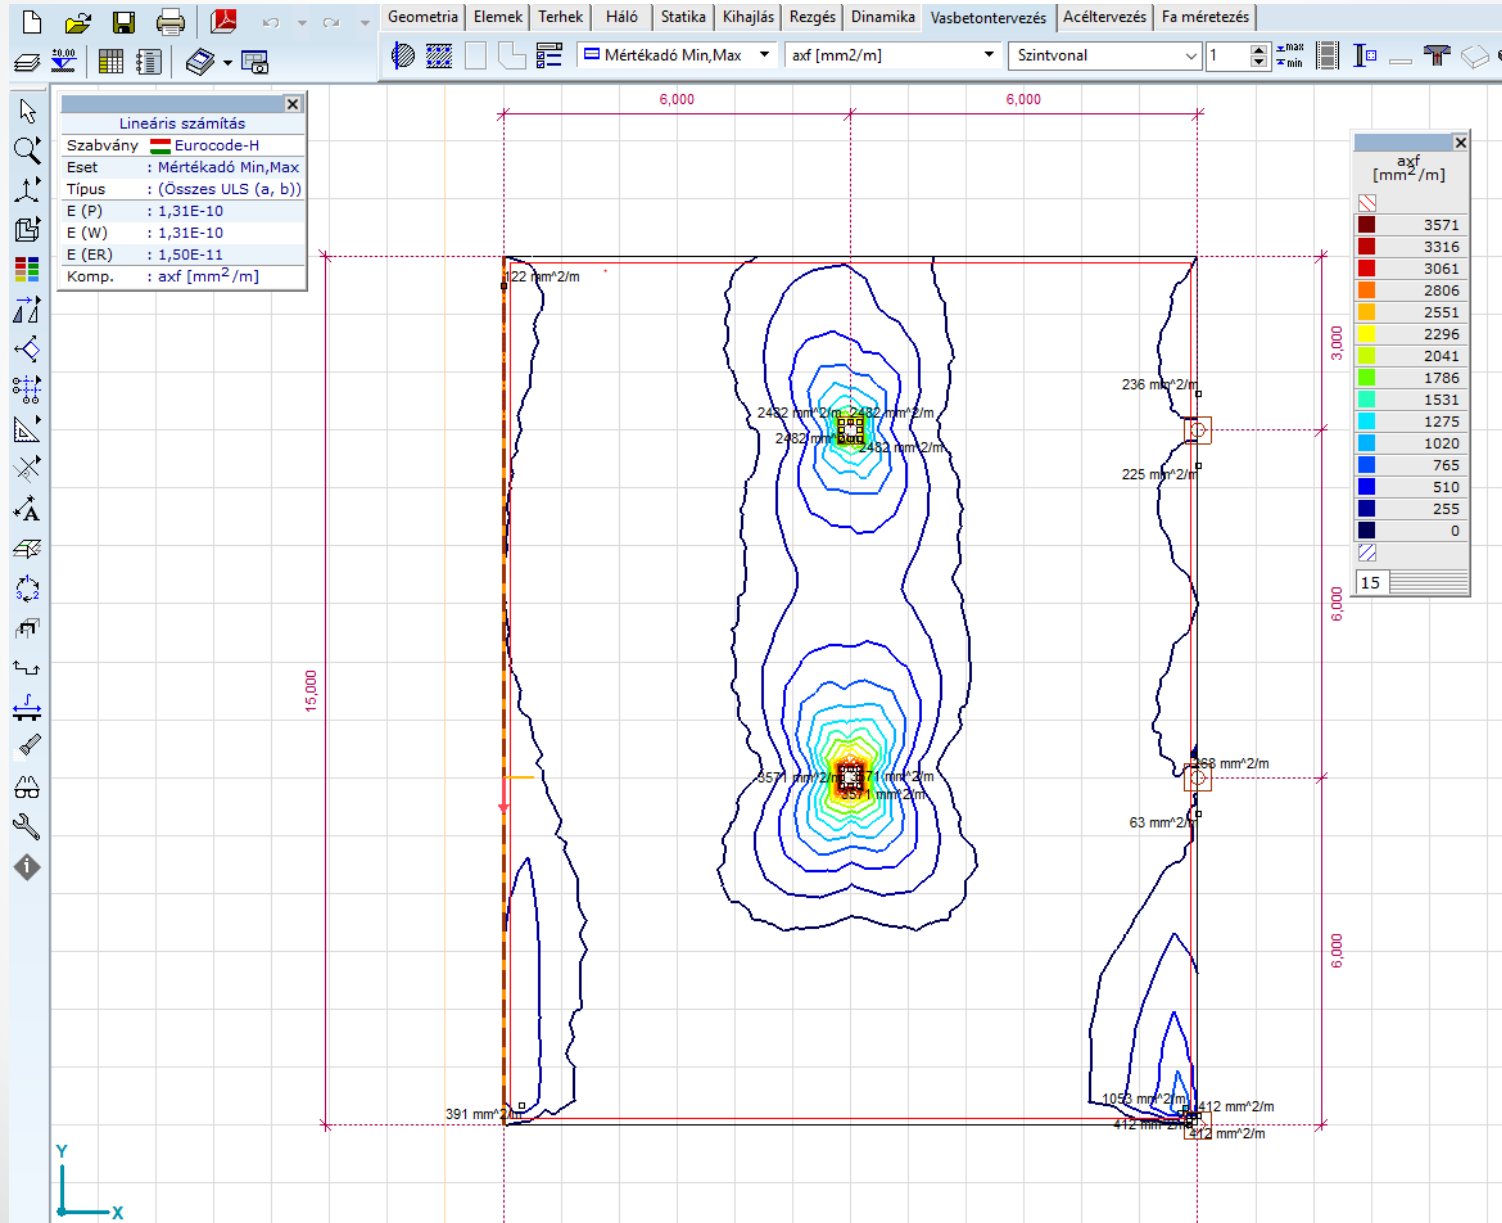 Geometria Elemek Terhek Háló Statika Kihajlás Rezgés Dinamika Vasbetontervezés Acéltervezés Fa méretezés
±0.00
Mértékadó Min,Max axf [mm2/m] Szintvonal 1 max
min
Lineáris számítás
Szabvány Eurocode-H
Eset : Mértékadó Min,Max
Típus : (Összes ULS (a, b))
E (P) : 1,31E-10
E (W) : 1,31E-10
E (ER) : 1,50E-11
Komp. : axf [mm2/m]
6,000 6,000
axf
[mm2/m]
3571
3316
3061
2806
2551
2296
2041
1786
1531
1275
1020
765
510
255
0
15
122 mm^2/m
3,000
236 mm^2/m
2482 mm^2/m 2482 mm^2/m
2482 mm^2/m
2482 mm^2/m
225 mm^2/m
6,000
15,000
268 mm^2/m
3571 mm^2/m 3571 mm^2/m
3571 mm^2/m
63 mm^2/m
6,000
1053 mm^2/m
412 mm^2/m
391 mm^2/m
412 mm^2/m
412 mm^2/m
Y
X